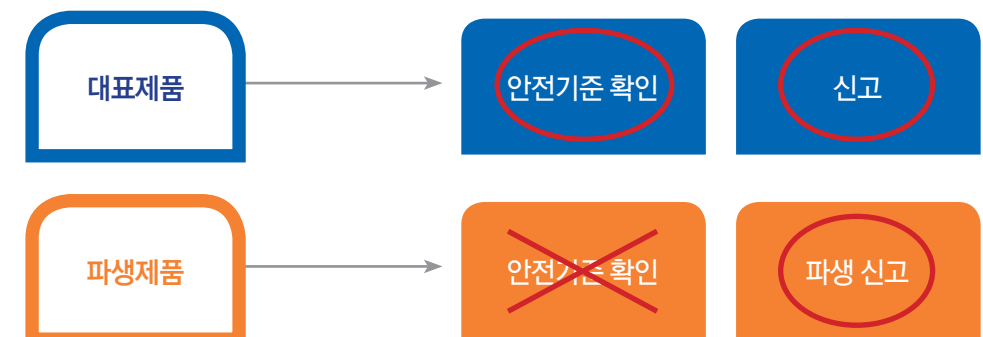 대표제품
안전기준 확인
신고
파생제품
안전기준 확인
파생 신고